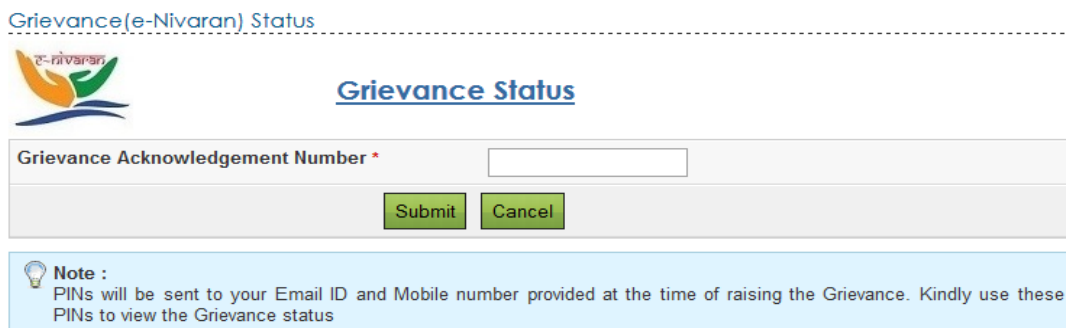 Grievance(e-Nivaran) Status
e-nivaran
Grievance Status
Grievance Acknowledgement Number *
Submit Cancel
Note :
PINs will be sent to your Email ID and Mobile number provided at the time of raising the Grievance. Kindly use these
PINs to view the Grievance status